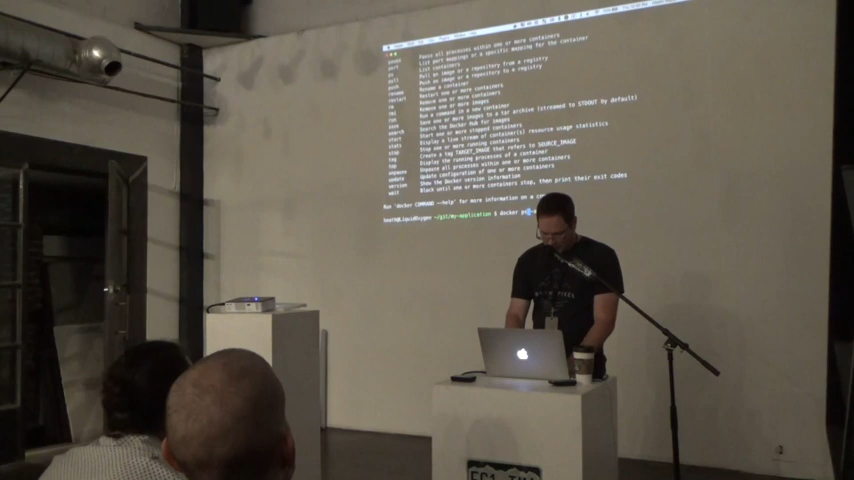 pause Pause all processes within one or more containers
port List port mappings or a specific mapping for the container
ps List containers
pull Pull an image or a repository from a registry
push Push an image or a repository to a registry
rename Rename a container
restart Restart one or more containers
rm Remove one or more containers
rmi Remove one or more images
run Run a command in a new container
save Save one or more images to a tar archive (streamed to STDOUT by default)
search Search the Docker Hub for images
start Start one or more stopped containers
stats Display a live stream of container(s) resource usage statistics
stop Stop one or more running containers
tag Create a tag TARGET_IMAGE that refers to SOURCE_IMAGE
top Display the running processes of a container
unpause Unpause all processes within one or more containers
update Update configuration of one or more containers
version Show the Docker version information
wait Block until one or more containers stop, then print their exit codes
Run 'docker COMMAND --help' for more information on a
~/git/my-application $ docker
PIXEL